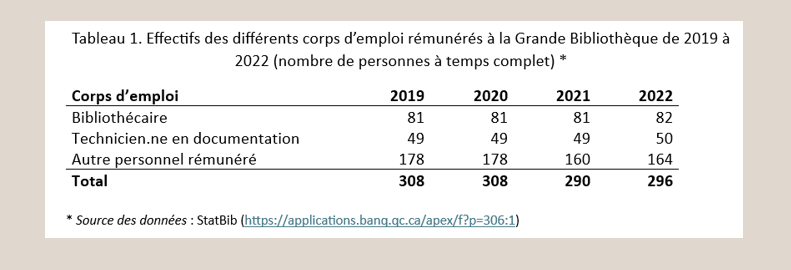 Tableau 1. Effectifs des différents corps d’emploi rémunérés à la Grande Bibliothèque de 2019 à
2022 (nombre de personnes à temps complet) *
Corps d’emploi 2019 2020 2021 2022
Bibliothécaire 81 81 81 82
Technicien.ne en documentation 49 49 49 50
Autre personnel rémunéré 178 178 160 164
Total 308 308 290 296
* Source des données : StatBib (https://applications.banq.qc.ca/apex/f?p=306:1)